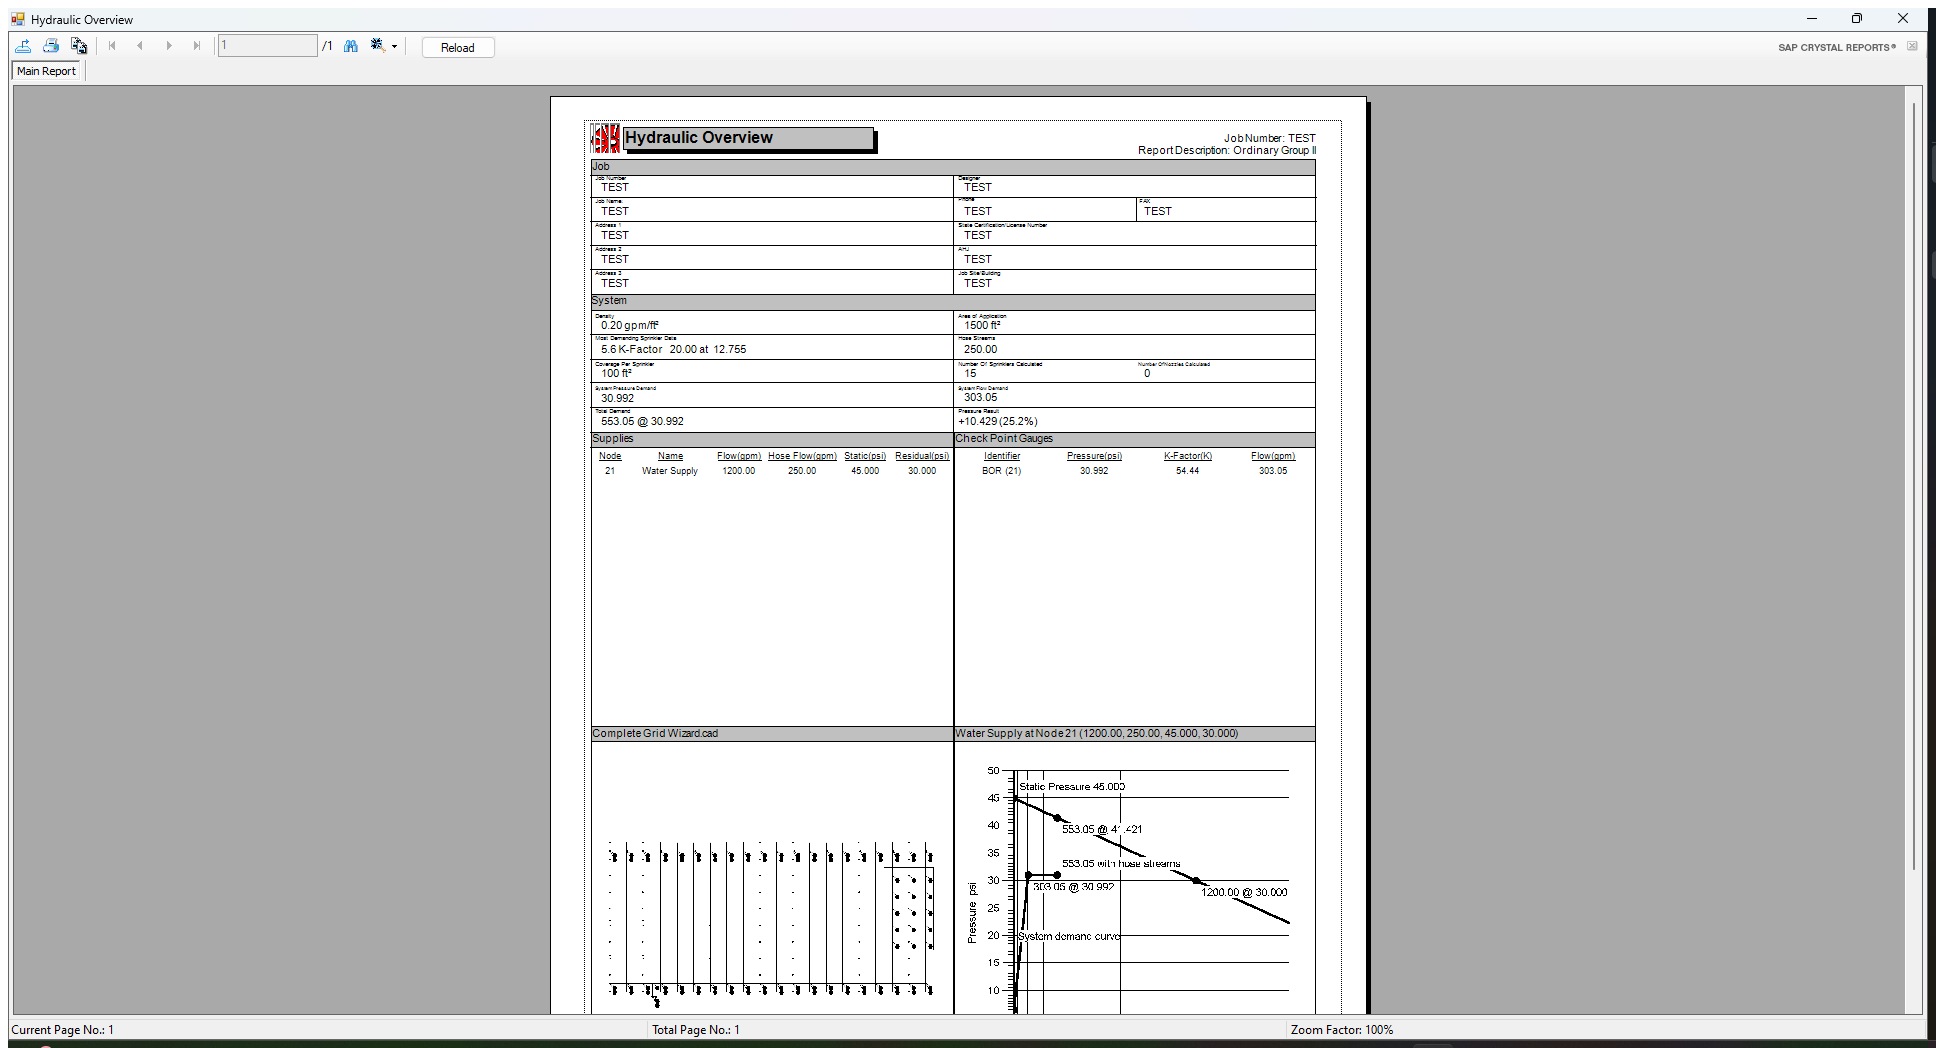 Hydraulic Overview
1 /1 Reload
SAP CRYSTAL REPORTS®
Main Report
Hydraulic Overview
Job Number: TEST
Report Description: Ordinary Group II
Job
Job Number Designer
TEST TEST
Job Name: Phone FAX
TEST TEST TEST
Address 1 State Certification/License Number
TEST TEST
Address 2 AHJ
TEST TEST
Address 3 Job Site/Building
TEST TEST
System
Density Area of Application
0.20 gpm/ft² 1500 ft²
Most Demanding Sprinkler Data Hose Streams
5.6 K-Factor 20.00 at 12.755 250.00
Coverage Per Sprinkler Number Of Sprinklers Calculated Number Of Nozzles Calculated
100 ft² 15 0
System Pressure Demand System Flow Demand
30.992 303.05
Total Demand Pressure Result
553.05 @ 30.992 +10.429 (25.2%)
Supplies Check Point Gauges
Node Name Flow(gpm) Hose Flow(gpm) Static(psi) Residual(psi) Identifier Pressure(psi) K-Factor(K) Flow(gpm)
21 Water Supply 1200.00 250.00 45.000 30.000 BOR (21) 30.992 54.44 303.05
Complete Grid Wizard.cad Water Supply at Node 21 (1200.00, 250.00, 45.000, 30.000)
50
Static Pressure 45.000
45
40 553.05 @ 41.421
35
553.05 with hose streams
30 303.05 @ 30.992 1200.00 @ 30.000
25
20 System demand curve
15
10
Pressure psi
Current Page No.: 1 Total Page No.: 1 Zoom Factor: 100%